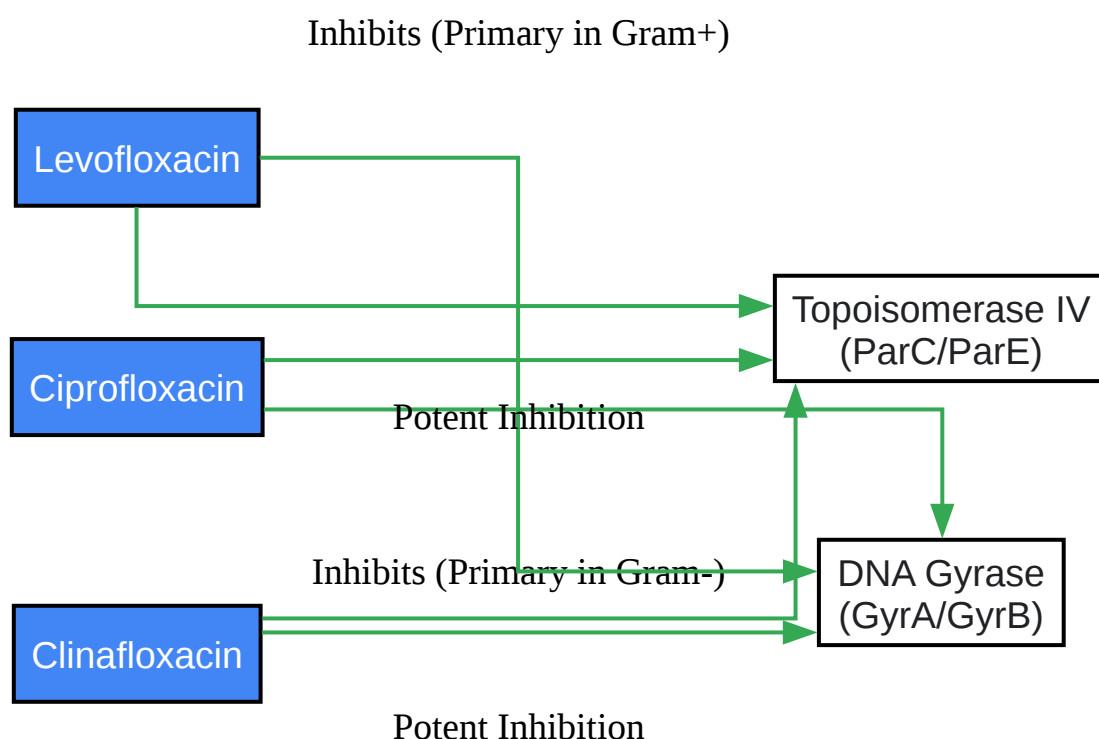 Inhibits (Primary in Gram+)
Levofloxacin
Topoisomerase IV
(ParC/ParE)
Ciprofloxacin
Potent Inhibition
Inhibits (Primary in Gram-)
DNA Gyrase
(GyrA/GyrB)
Clinafloxacin
Potent Inhibition